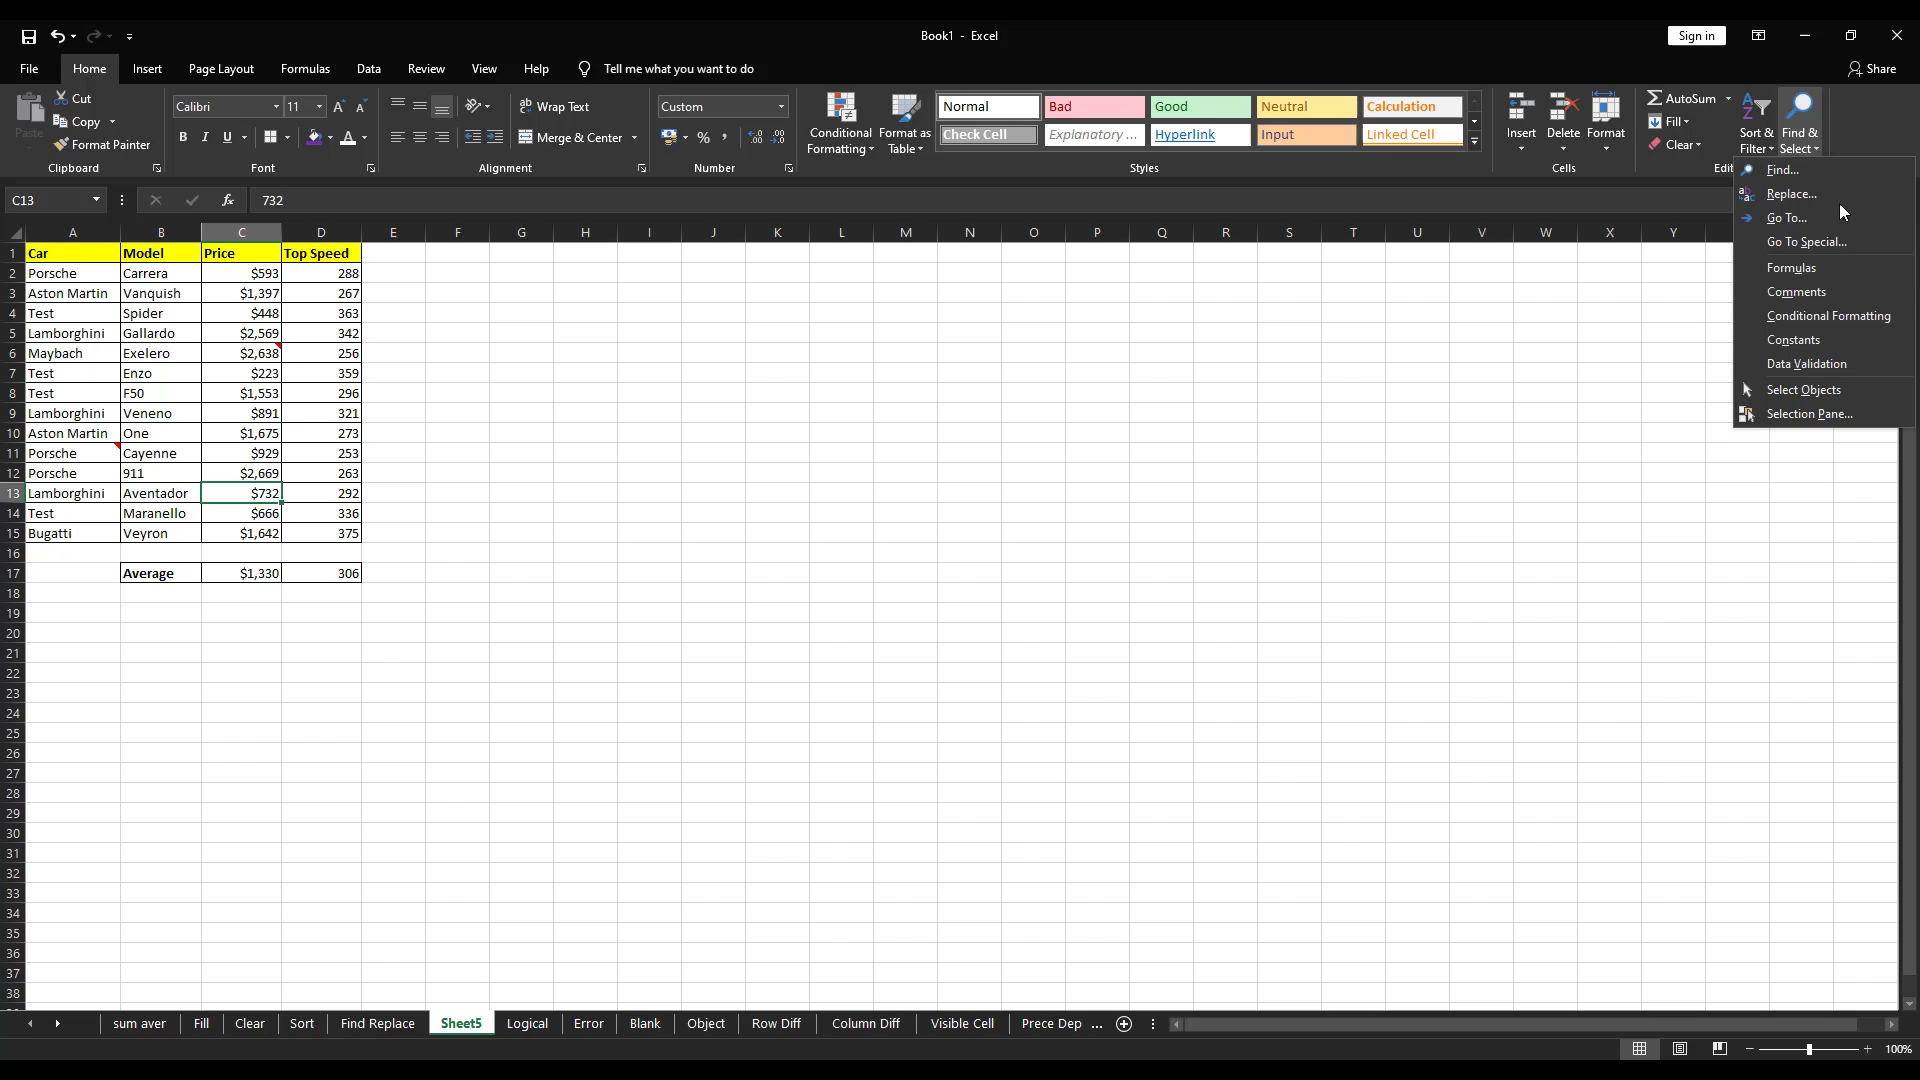 Book1 - Excel
Sign in
File Home Insert Page Layout Formulas Data Review View Help Tell me what you want to do Share
Paste
Cut
Copy
Format Painter
Clipboard
Calibri 11
B I U
Font
Wrap Text
Merge & Center
Alignment
Custom
Number
Conditional Formatting
Format as Table
Normal Bad Good Neutral Calculation
Check Cell Explanatory ... Hyperlink Input Linked Cell
Styles
Insert Delete Format
Cells
AutoSum
Fill
Clear
Sort & Filter
Find & Select
Edit
C13 fx 732
Find...
Replace...
Go To...
Go To Special...
Formulas
Comments
Conditional Formatting
Constants
Data Validation
Select Objects
Selection Pane...
A B C D E F G H I J K L M N O P Q R S T U V W X Y
1 Car Model Price Top Speed
2 Porsche Carrera $593 288
3 Aston Martin Vanquish $1,397 267
4 Test Spider $448 363
5 Lamborghini Gallardo $2,569 342
6 Maybach Exelero $2,638 256
7 Test Enzo $223 359
8 Test F50 $1,553 296
9 Lamborghini Veneno $891 321
10 Aston Martin One $1,675 273
11 Porsche Cayenne $929 253
12 Porsche 911 $2,669 263
13 Lamborghini Aventador $732 292
14 Test Maranello $666 336
15 Bugatti Veyron $1,642 375
16
17 Average $1,330 306
18
19
20
21
22
23
24
25
26
27
28
29
30
31
32
33
34
35
36
37
38
sum aver Fill Clear Sort Find Replace Sheet5 Logical Error Blank Object Row Diff Column Diff Visible Cell Prece Dep ...
100%